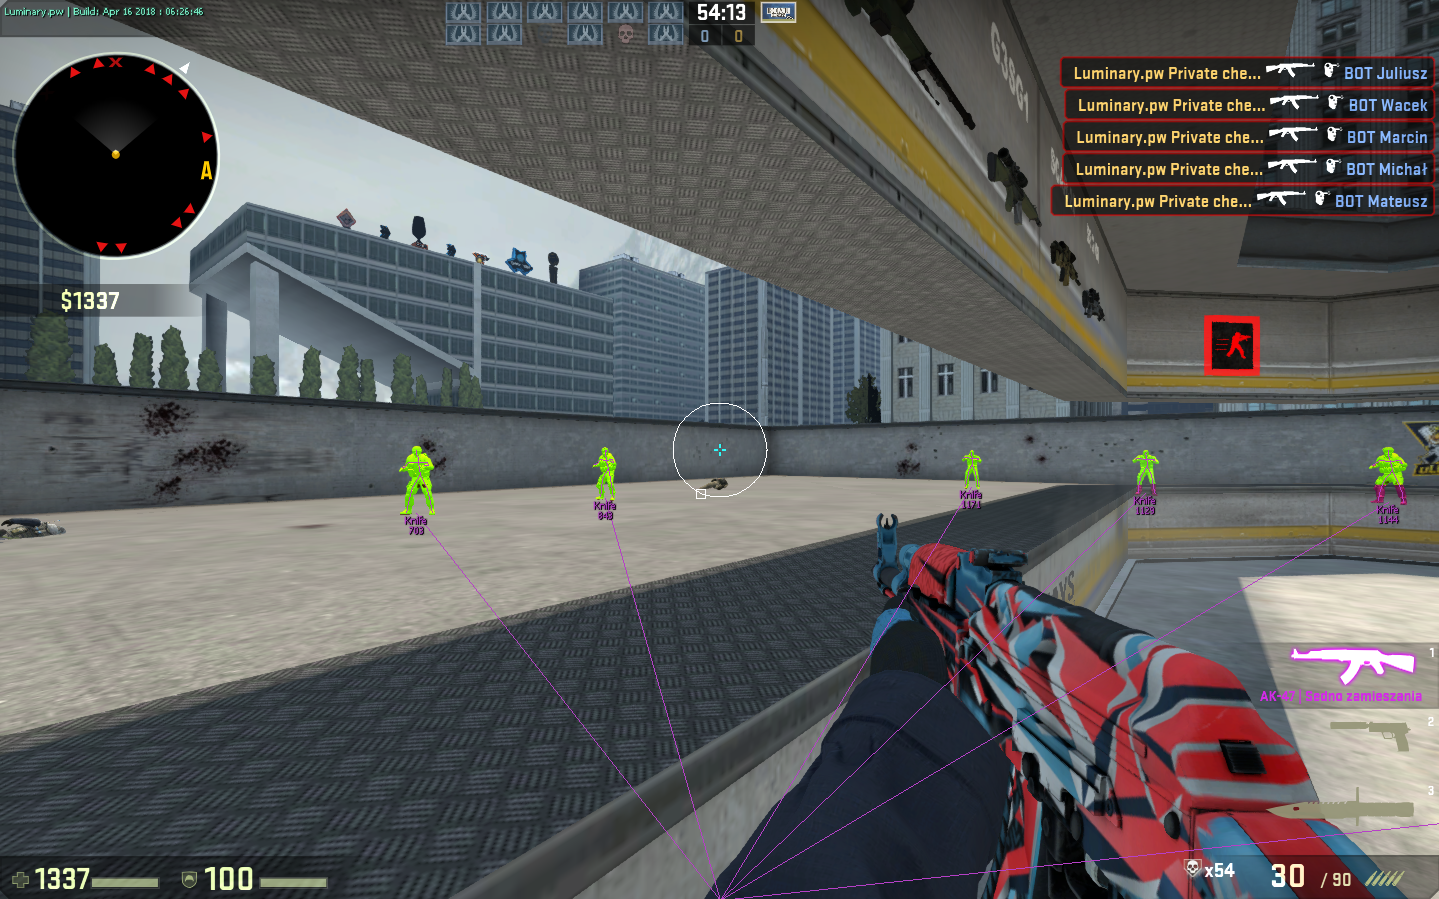 Luminary.pw | Build: Apr 16 2018 : 06:26:46
54:13
0 0
G3SG1
Luminary.pw Private che... BOT Juliusz
Luminary.pw Private che... BOT Wacek
Luminary.pw Private che... BOT Marcin
Luminary.pw Private che... BOT Michał
Luminary.pw Private che... BOT Mateusz
A
$1337
Knife
703
Knife
849
Knife
1171
Knife
1129
Knife
1144
1
AK-47 | Sedno zamieszania
2
3
1337 100
x54 30 / 90